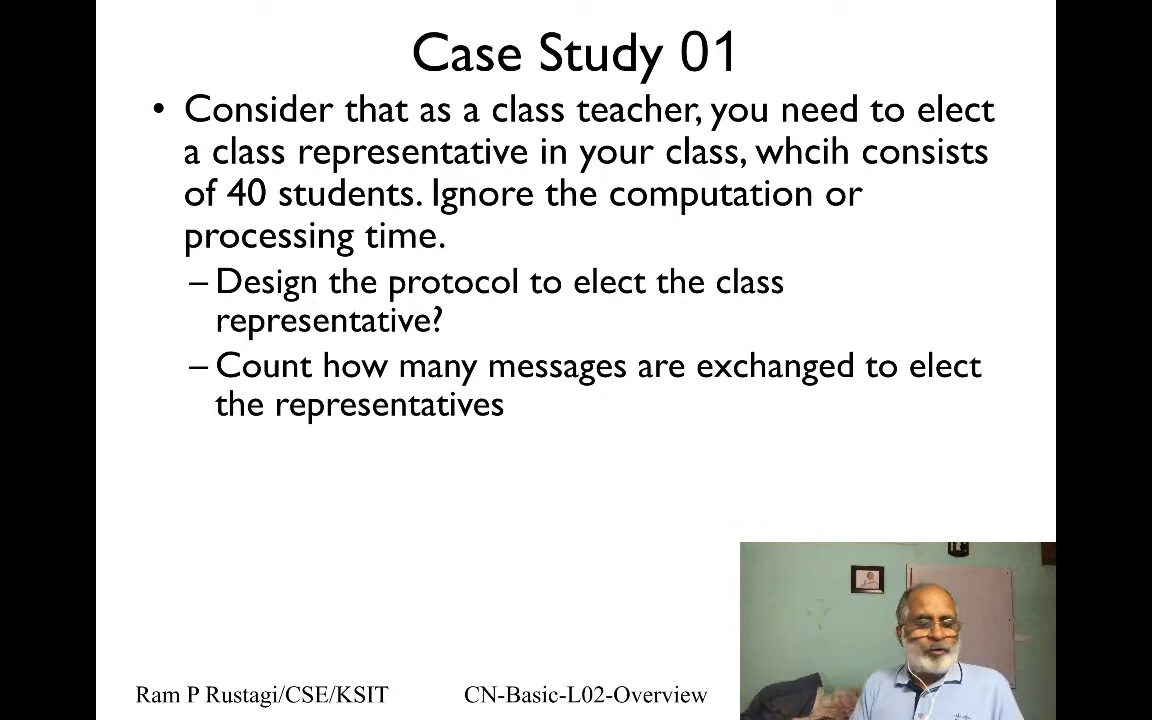 Case Study 01
• Consider that as a class teacher, you need to elect
a class representative in your class, whcih consists
of 40 students. Ignore the computation or
processing time.
– Design the protocol to elect the class
representative?
– Count how many messages are exchanged to elect
the representatives
Ram P Rustagi/CSE/KSIT
CN-Basic-L02-Overview